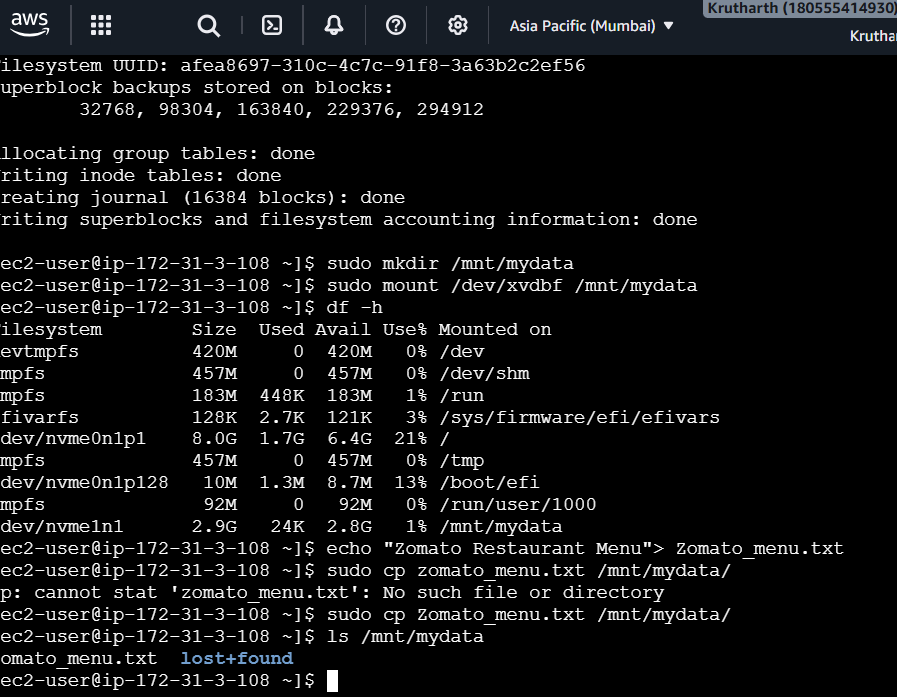 aws
Asia Pacific (Mumbai) ▼
Krutharth (180555414930)
Krutha
ilesystem UUID: afea8697-310c-4c7c-91f8-3a63b2c2ef56
uperblock backups stored on blocks:
32768, 98304, 163840, 229376, 294912
llocating group tables: done
riting inode tables: done
reating journal (16384 blocks): done
riting superblocks and filesystem accounting information: done
ec2-user@ip-172-31-3-108 ~]$ sudo mkdir /mnt/mydata
ec2-user@ip-172-31-3-108 ~]$ sudo mount /dev/xvdbf /mnt/mydata
ec2-user@ip-172-31-3-108 ~]$ df -h
ilesystem Size Used Avail Use% Mounted on
evtmpfs 420M 0 420M 0% /dev
mpfs 457M 0 457M 0% /dev/shm
mpfs 183M 448K 183M 1% /run
fivarfs 128K 2.7K 121K 3% /sys/firmware/efi/efivars
dev/nvme0n1p1 8.0G 1.7G 6.4G 21% /
mpfs 457M 0 457M 0% /tmp
dev/nvme0n1p128 10M 1.3M 8.7M 13% /boot/efi
mpfs 92M 0 92M 0% /run/user/1000
dev/nvme1n1 2.9G 24K 2.8G 1% /mnt/mydata
ec2-user@ip-172-31-3-108 ~]$ echo "Zomato Restaurant Menu"> Zomato_menu.txt
ec2-user@ip-172-31-3-108 ~]$ sudo cp zomato_menu.txt /mnt/mydata/
p: cannot stat 'zomato_menu.txt': No such file or directory
ec2-user@ip-172-31-3-108 ~]$ sudo cp Zomato_menu.txt /mnt/mydata/
ec2-user@ip-172-31-3-108 ~]$ ls /mnt/mydata
omato_menu.txt lost+found
ec2-user@ip-172-31-3-108 ~]$